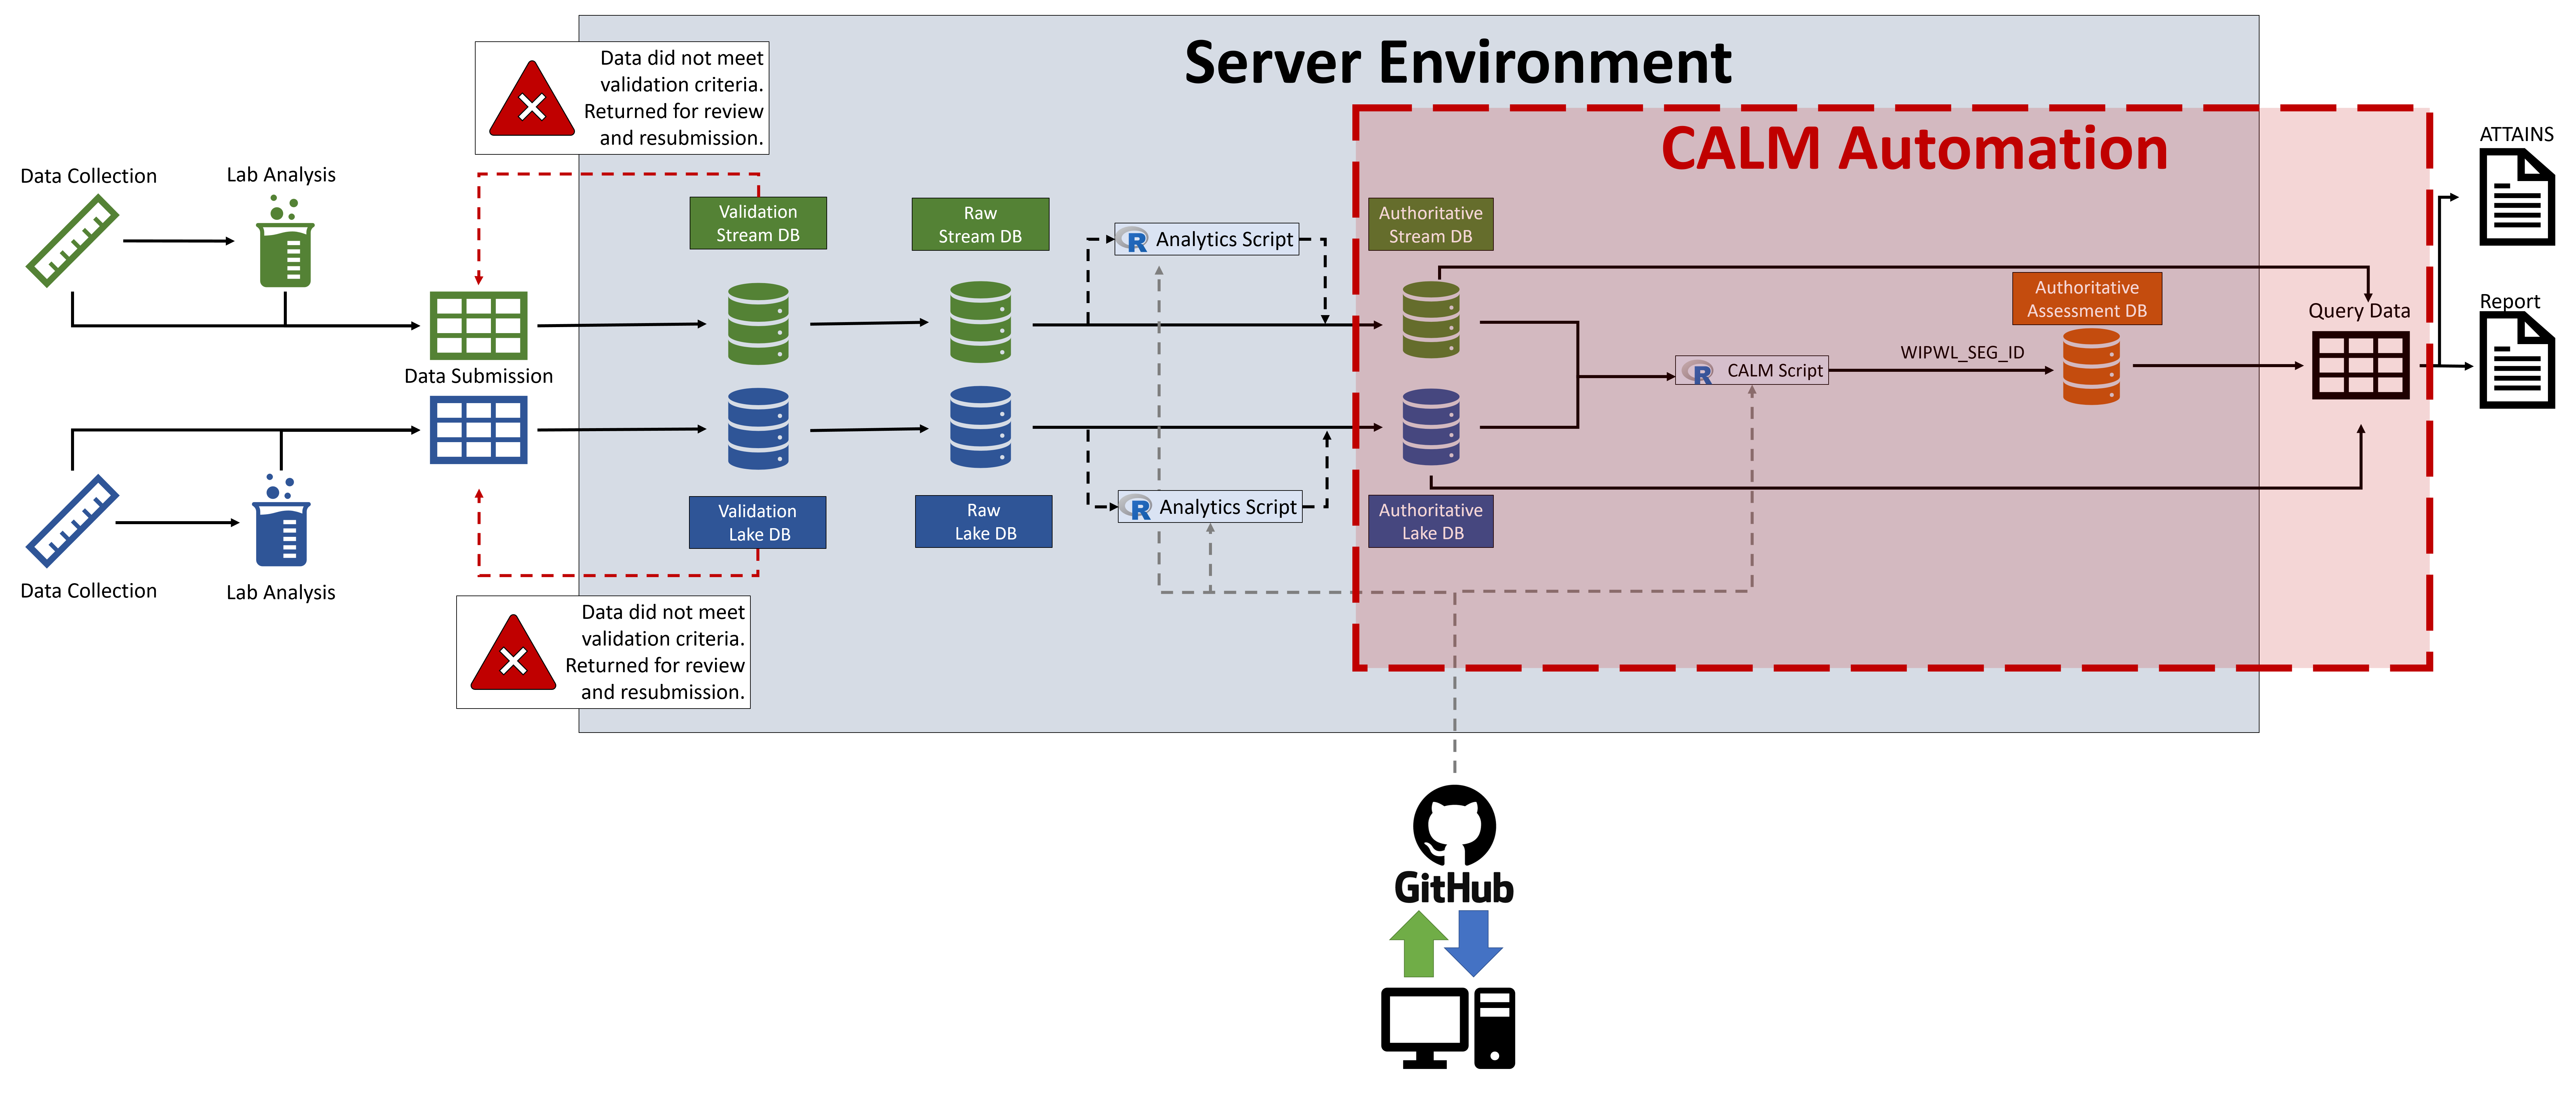 Server Environment
Data did not meet
validation criteria.
Returned for review
and resubmission.
CALM Automation
ATTAINS
Data Collection
Lab Analysis
Validation
Stream DB
Raw
Stream DB
R Analytics Script
Authoritative
Stream DB
Authoritative
Assessment DB
Query Data
Report
Data Submission
R CALM Script
WIPWL_SEG_ID
Validation
Lake DB
Raw
Lake DB
R Analytics Script
Authoritative
Lake DB
Data Collection
Lab Analysis
Data did not meet
validation criteria.
Returned for review
and resubmission.
GitHub